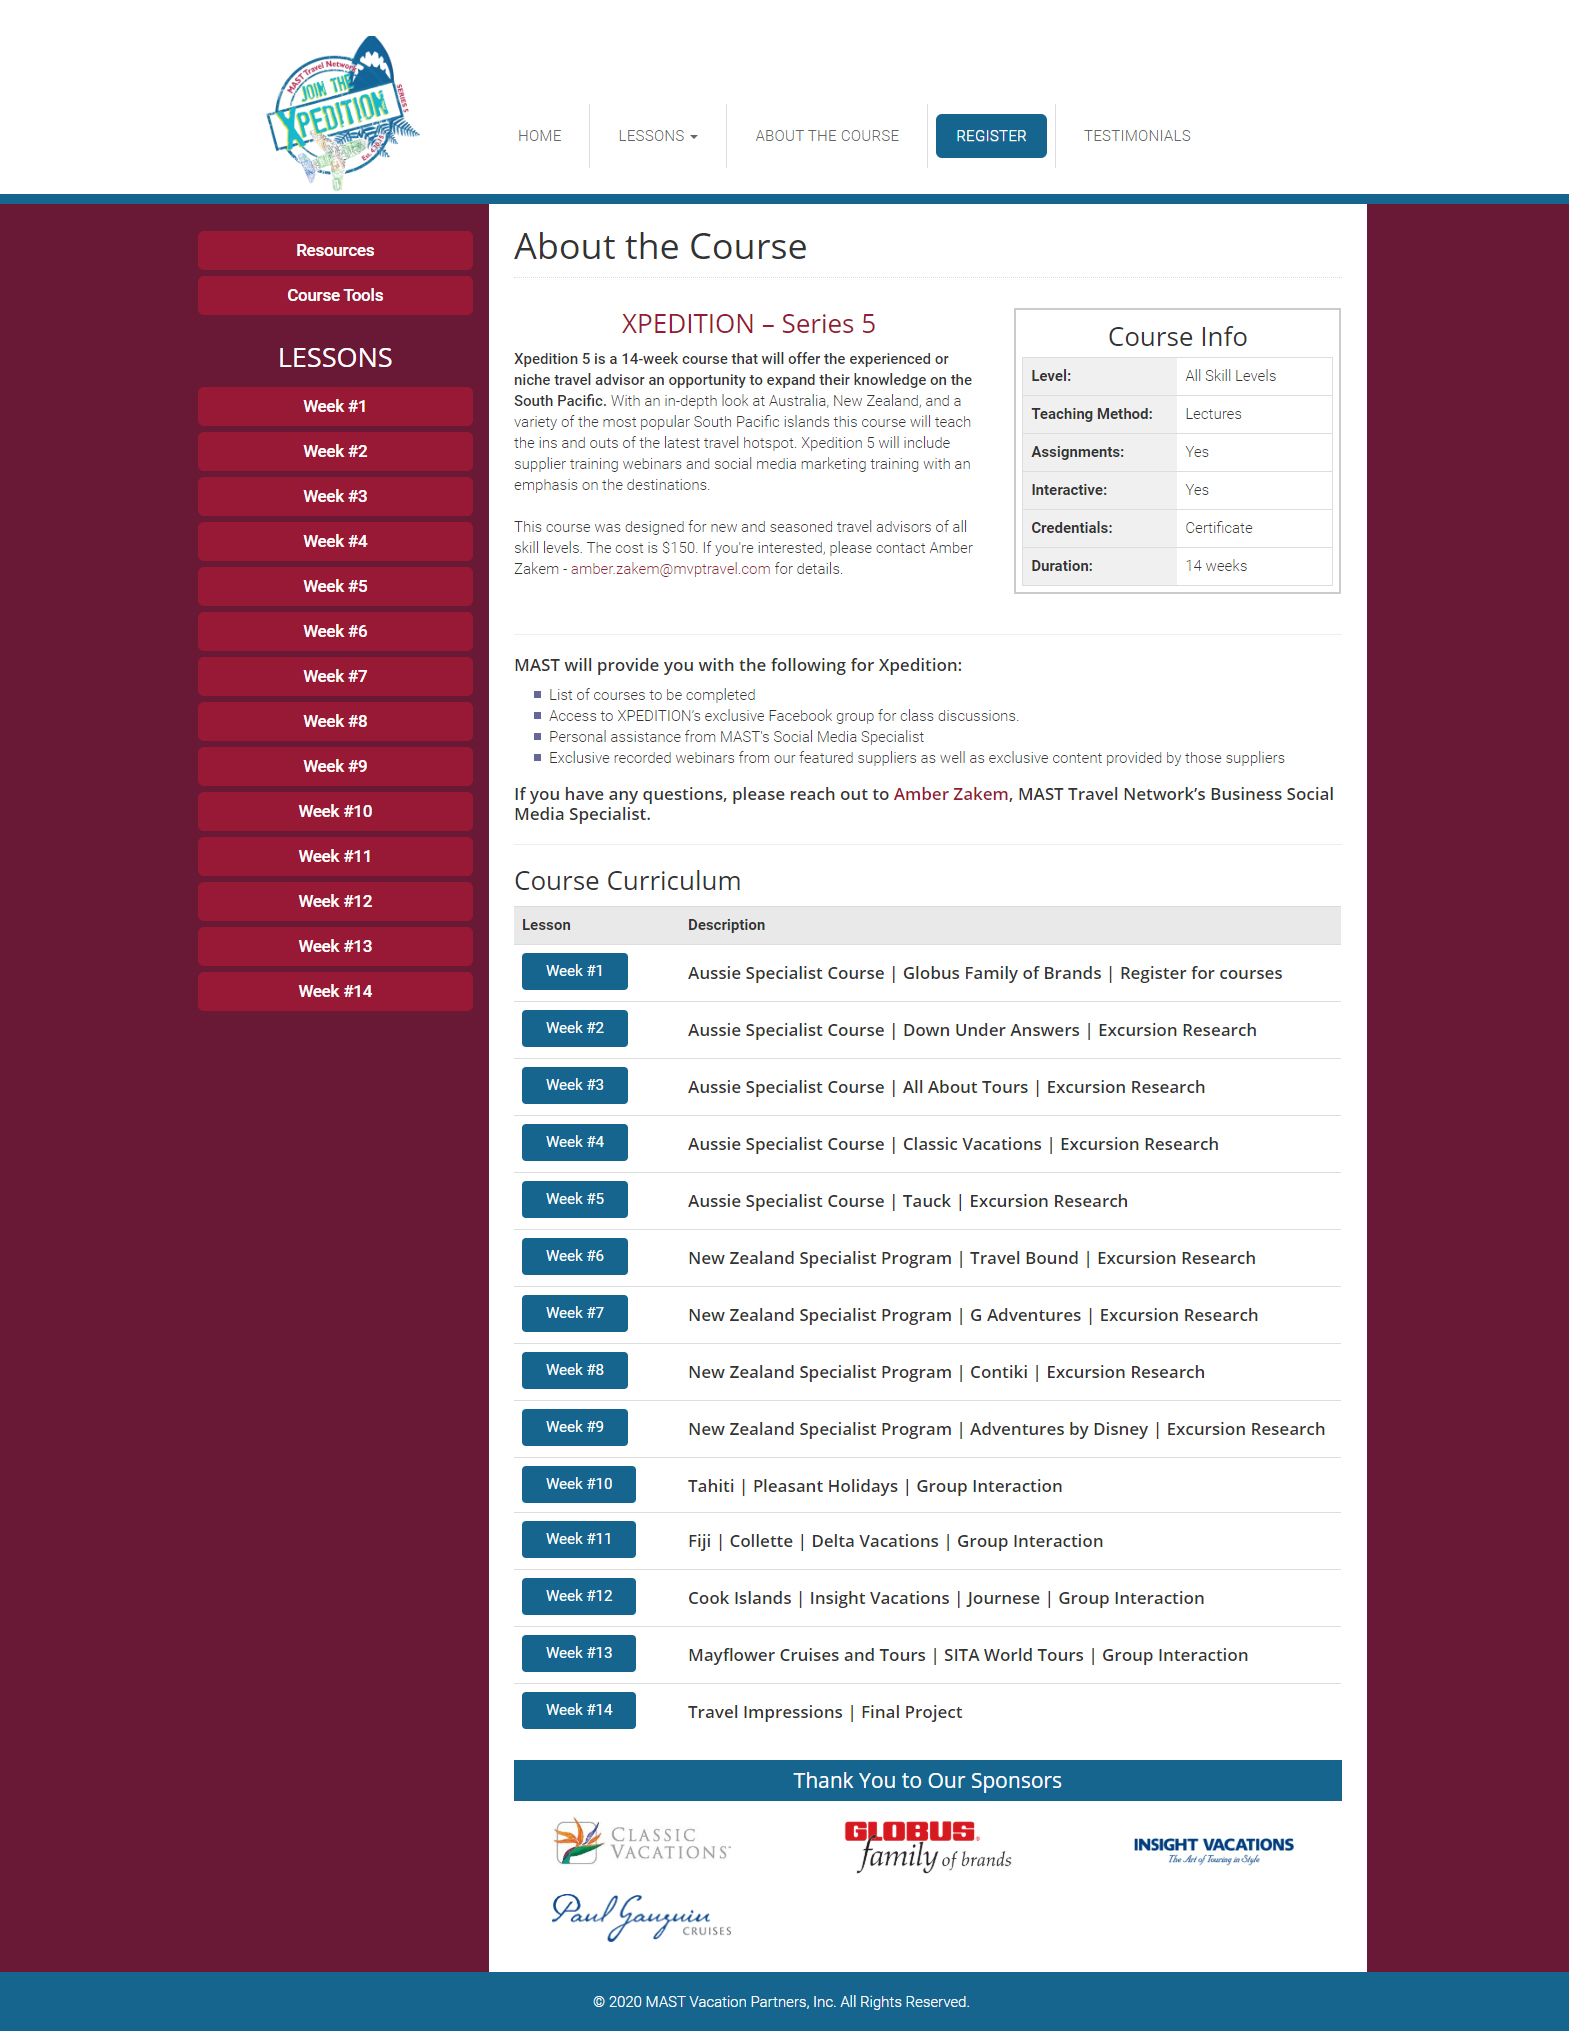 MAST Travel Network
JOIN THE
XPEDITION
SERIES 5
HOME
LESSONS
ABOUT THE COURSE
REGISTER
TESTIMONIALS
Resources
Course Tools
LESSONS
Week #1
Week #2
Week #3
Week #4
Week #5
Week #6
Week #7
Week #8
Week #9
Week #10
Week #11
Week #12
Week #13
Week #14
About the Course
XPEDITION – Series 5
Xpedition 5 is a 14-week course that will offer the experienced or
niche travel advisor an opportunity to expand their knowledge on the
South Pacific. With an in-depth look at Australia, New Zealand, and a
variety of the most popular South Pacific islands this course will teach
the ins and outs of the latest travel hotspot. Xpedition 5 will include
supplier training webinars and social media marketing training with an
emphasis on the destinations.
This course was designed for new and seasoned travel advisors of all
skill levels. The cost is $150. If you're interested, please contact Amber
Zakem - amber.zakem@mvptravel.com for details.
Course Info
Level: All Skill Levels
Teaching Method: Lectures
Assignments: Yes
Interactive: Yes
Credentials: Certificate
Duration: 14 weeks
MAST will provide you with the following for Xpedition:
List of courses to be completed
Access to XPEDITION's exclusive Facebook group for class discussions.
Personal assistance from MAST's Social Media Specialist
Exclusive recorded webinars from our featured suppliers as well as exclusive content provided by those suppliers
If you have any questions, please reach out to Amber Zakem, MAST Travel Network’s Business Social
Media Specialist.
Course Curriculum
Lesson Description
Week #1 Aussie Specialist Course | Globus Family of Brands | Register for courses
Week #2 Aussie Specialist Course | Down Under Answers | Excursion Research
Week #3 Aussie Specialist Course | All About Tours | Excursion Research
Week #4 Aussie Specialist Course | Classic Vacations | Excursion Research
Week #5 Aussie Specialist Course | Tauck | Excursion Research
Week #6 New Zealand Specialist Program | Travel Bound | Excursion Research
Week #7 New Zealand Specialist Program | G Adventures | Excursion Research
Week #8 New Zealand Specialist Program | Contiki | Excursion Research
Week #9 New Zealand Specialist Program | Adventures by Disney | Excursion Research
Week #10 Tahiti | Pleasant Holidays | Group Interaction
Week #11 Fiji | Collette | Delta Vacations | Group Interaction
Week #12 Cook Islands | Insight Vacations | Journese | Group Interaction
Week #13 Mayflower Cruises and Tours | SITA World Tours | Group Interaction
Week #14 Travel Impressions | Final Project
Thank You to Our Sponsors
CLASSIC
VACATIONS
GLOBUS
family of brands
INSIGHT VACATIONS
The Art of Touring in Style
Paul Gauguin
CRUISES
© 2020 MAST Vacation Partners, Inc. All Rights Reserved.